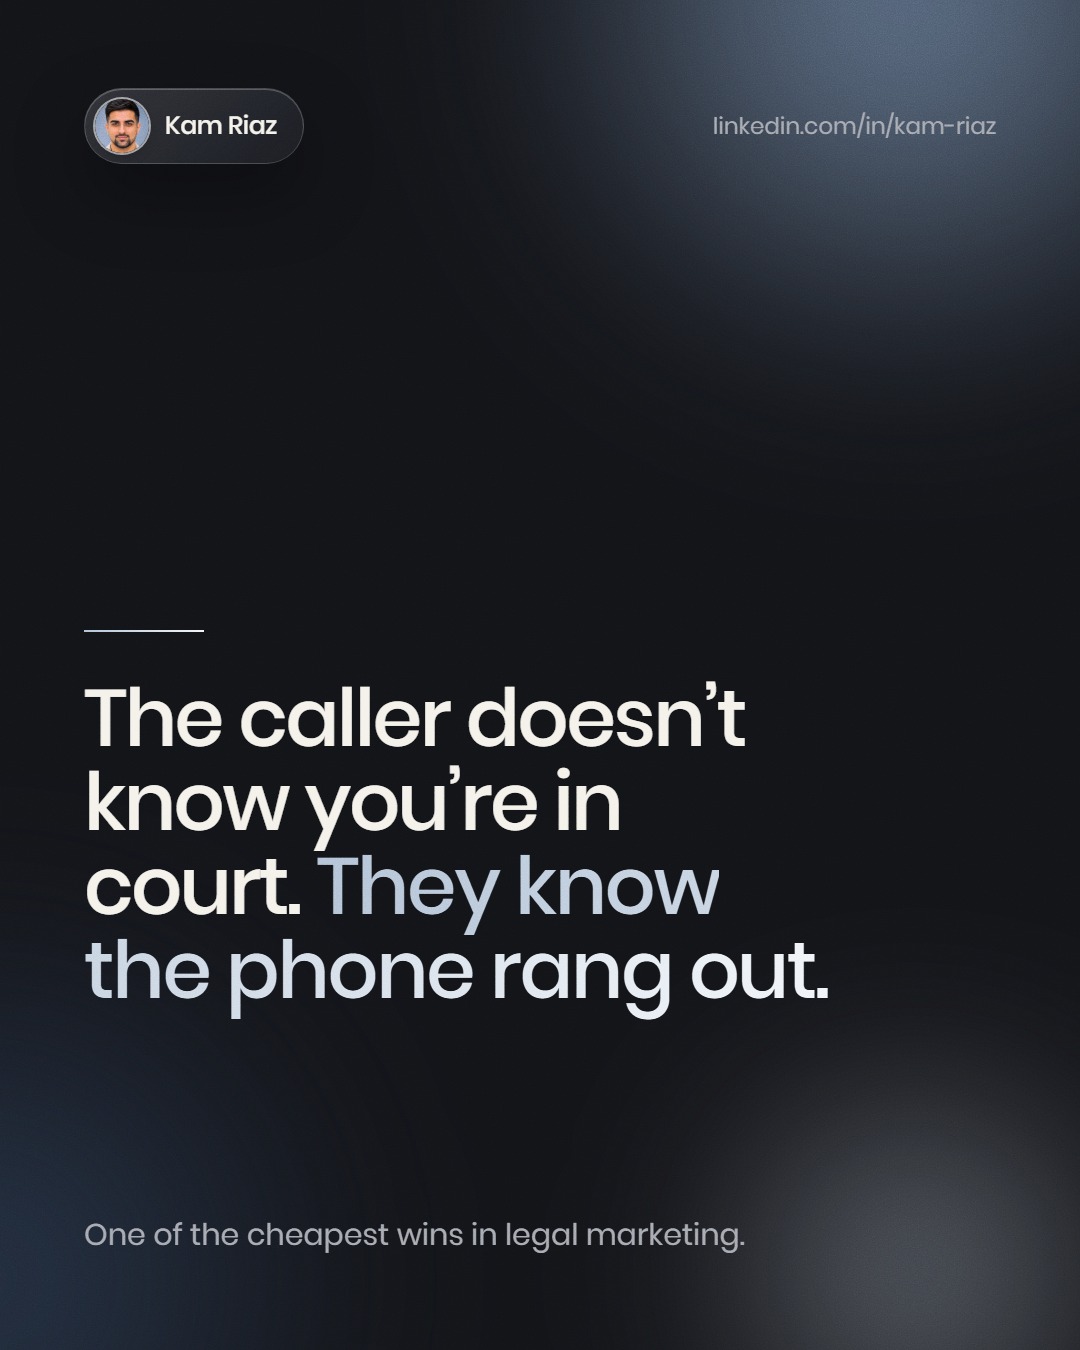 Kam Riaz
linkedin.com/in/kam-riaz
The caller doesn’t
know you’re in
court. They know
the phone rang out.
One of the cheapest wins in legal marketing.